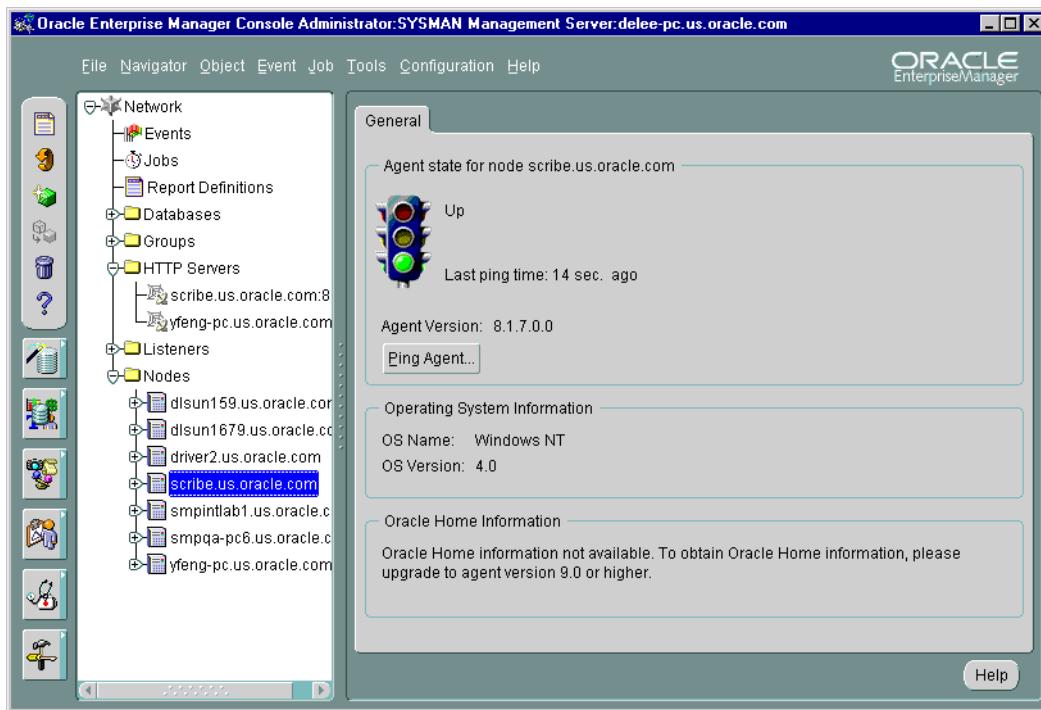 Oracle Enterprise Manager Console Administrator:SYSMAN Management Server:delee-pc.us.oracle.com
File Navigator Object Event Job Tools Configuration Help
ORACLE
EnterpriseManager
Network
Events
Jobs
Report Definitions
Databases
Groups
HTTP Servers
scribe.us.oracle.com:8
yfeng-pc.us.oracle.com
Listeners
Nodes
dlsun159.us.oracle.cor
dlsun1679.us.oracle.cc
driver2.us.oracle.com
scribe.us.oracle.com
smpintlab1.us.oracle.c
smpqa-pc6.us.oracle.c
yfeng-pc.us.oracle.com
General
Agent state for node scribe.us.oracle.com
Up
Last ping time: 14 sec. ago
Agent Version: 8.1.7.0.0
Ping Agent...
Operating System Information
OS Name: Windows NT
OS Version: 4.0
Oracle Home Information
Oracle Home information not available. To obtain Oracle Home information, please
upgrade to agent version 9.0 or higher.
Help